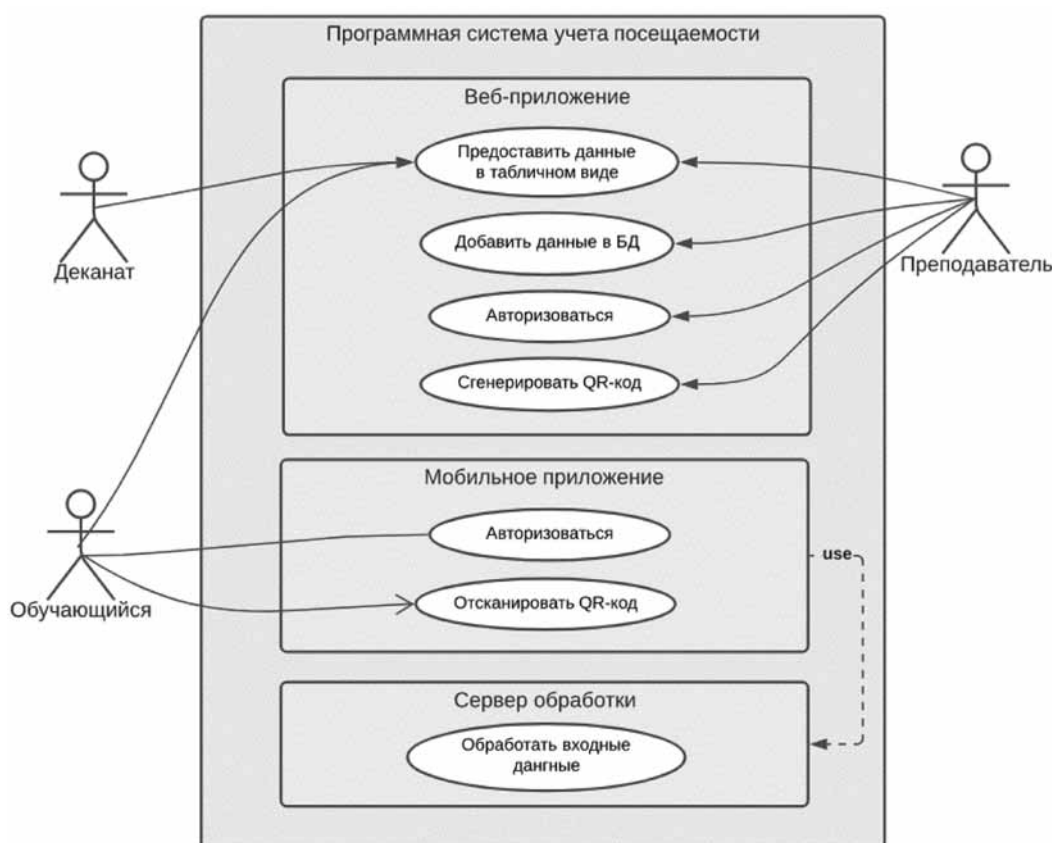 Программная система учета посещаемости
Веб-приложение
Предоставить данные
в табличном виде
Добавить данные в БД
Авторизоваться
Сгенерировать QR-код
Деканат
Преподаватель
Мобильное приложение
Авторизоваться
Отсканировать QR-код
use
Обучающийся
Сервер обработки
Обработать входные
дангные